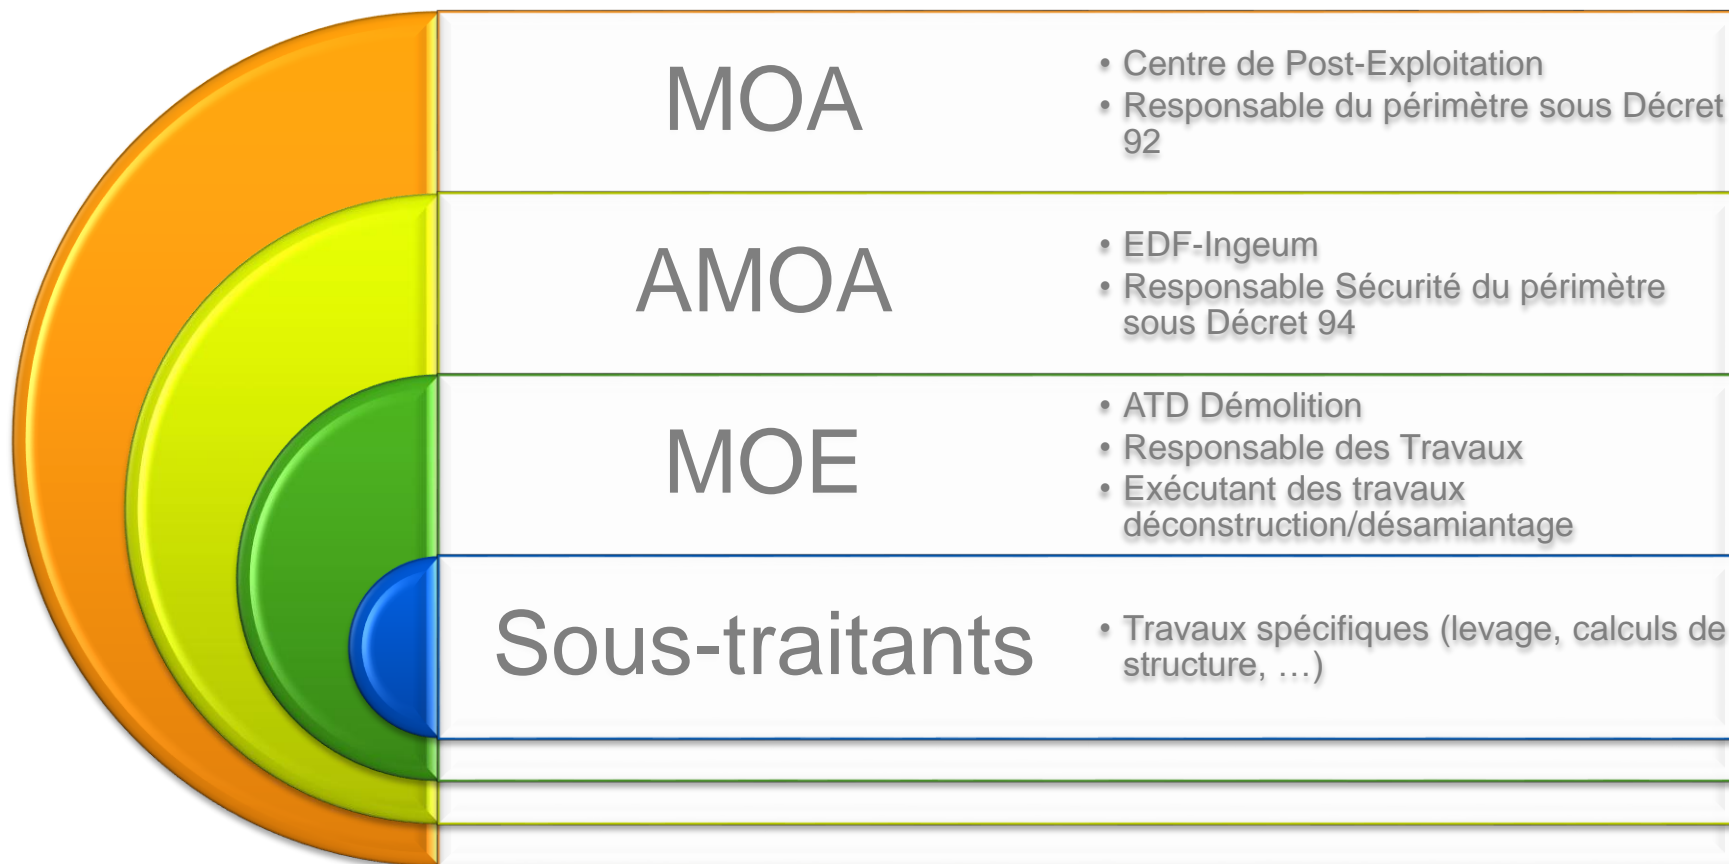 MOA
• Centre de Post-Exploitation
• Responsable du périmètre sous Décret
92
AMOA
• EDF-Ingeum
• Responsable Sécurité du périmètre
sous Décret 94
MOE
• ATD Démolition
• Responsable des Travaux
• Exécutant des travaux
déconstruction/désamiantage
Sous-traitants
• Travaux spécifiques (levage, calculs de
structure, …)